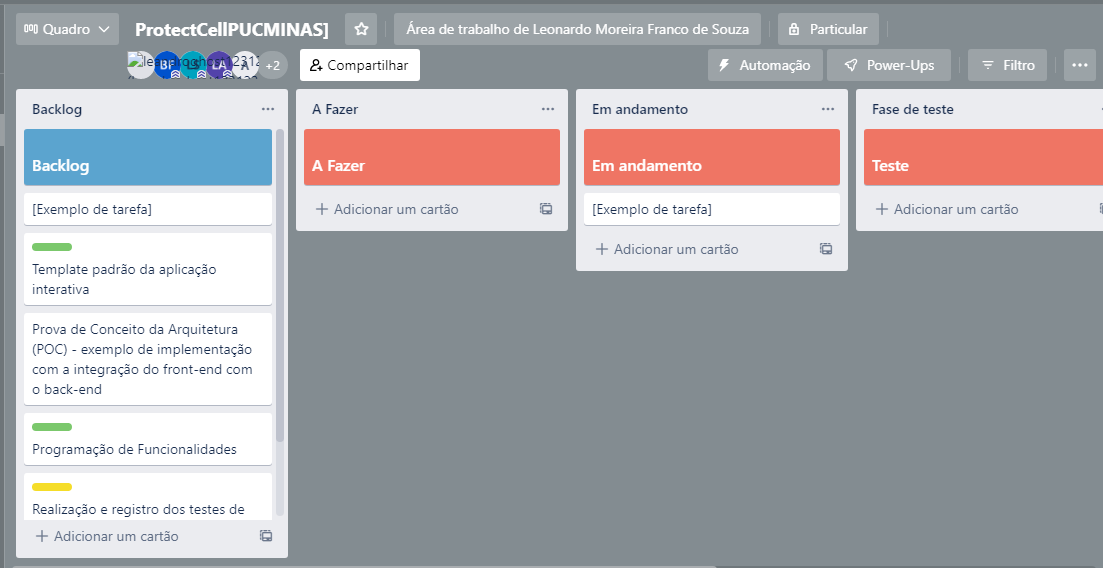 Quadro
ProtectCellPUCMINAS]
Área de trabalho de Leonardo Moreira Franco de Souza
Particular
BF
LS
LA
A
+2
Compartilhar
Automação
Power-Ups
Filtro
Backlog
Backlog
[Exemplo de tarefa]
Template padrão da aplicação
interativa
Prova de Conceito da Arquitetura
(POC) - exemplo de implementação
com a integração do front-end com
o back-end
Programação de Funcionalidades
Realização e registro dos testes de
Adicionar um cartão
A Fazer
A Fazer
Adicionar um cartão
Em andamento
Em andamento
[Exemplo de tarefa]
Adicionar um cartão
Fase de teste
Teste
Adicionar um cartão